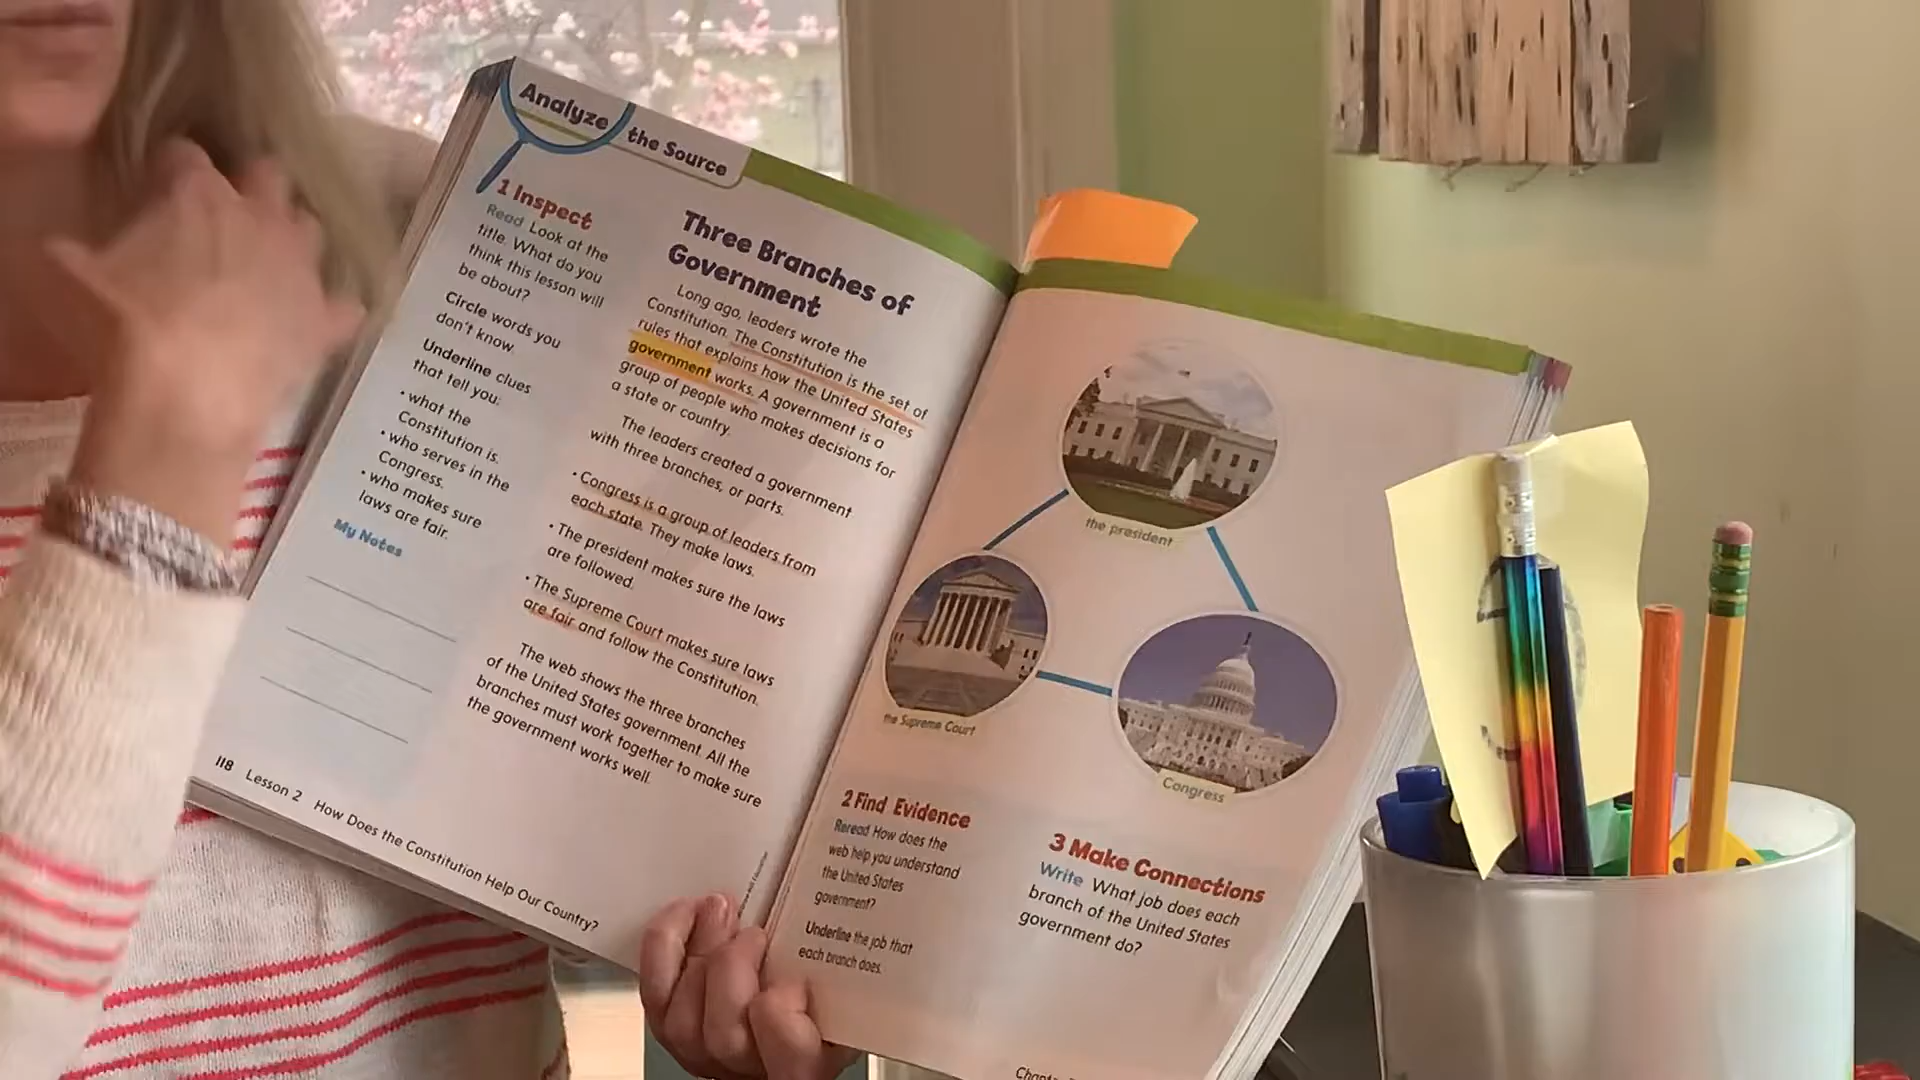 Analyze the Source
1 Inspect
Read Look at the
title. What do you
think this lesson will
be about?
Circle words you
don't know.
Underline clues
that tell you:
• what the
Constitution is.
• who serves in the
Congress.
• who makes sure
laws are fair.
My Notes
Three Branches of
Government
Long ago, leaders wrote the
Constitution. The Constitution is the set of
rules that explains how the United States
government works. A government is a
group of people who makes decisions for
a state or country.
The leaders created a government
with three branches, or parts.
• Congress is a group of leaders from
each state. They make laws.
• The president makes sure the laws
are followed.
• The Supreme Court makes sure laws
are fair and follow the Constitution.
The web shows the three branches
of the United States government. All the
branches must work together to make sure
the government works well.
118 Lesson 2 How Does the Constitution Help Our Country?
the president
the Supreme Court
Congress
2 Find Evidence
Reread How does the
web help you understand
the United States
government?
Underline the job that
each branch does.
3 Make Connections
Write What job does each
branch of the United States
government do?